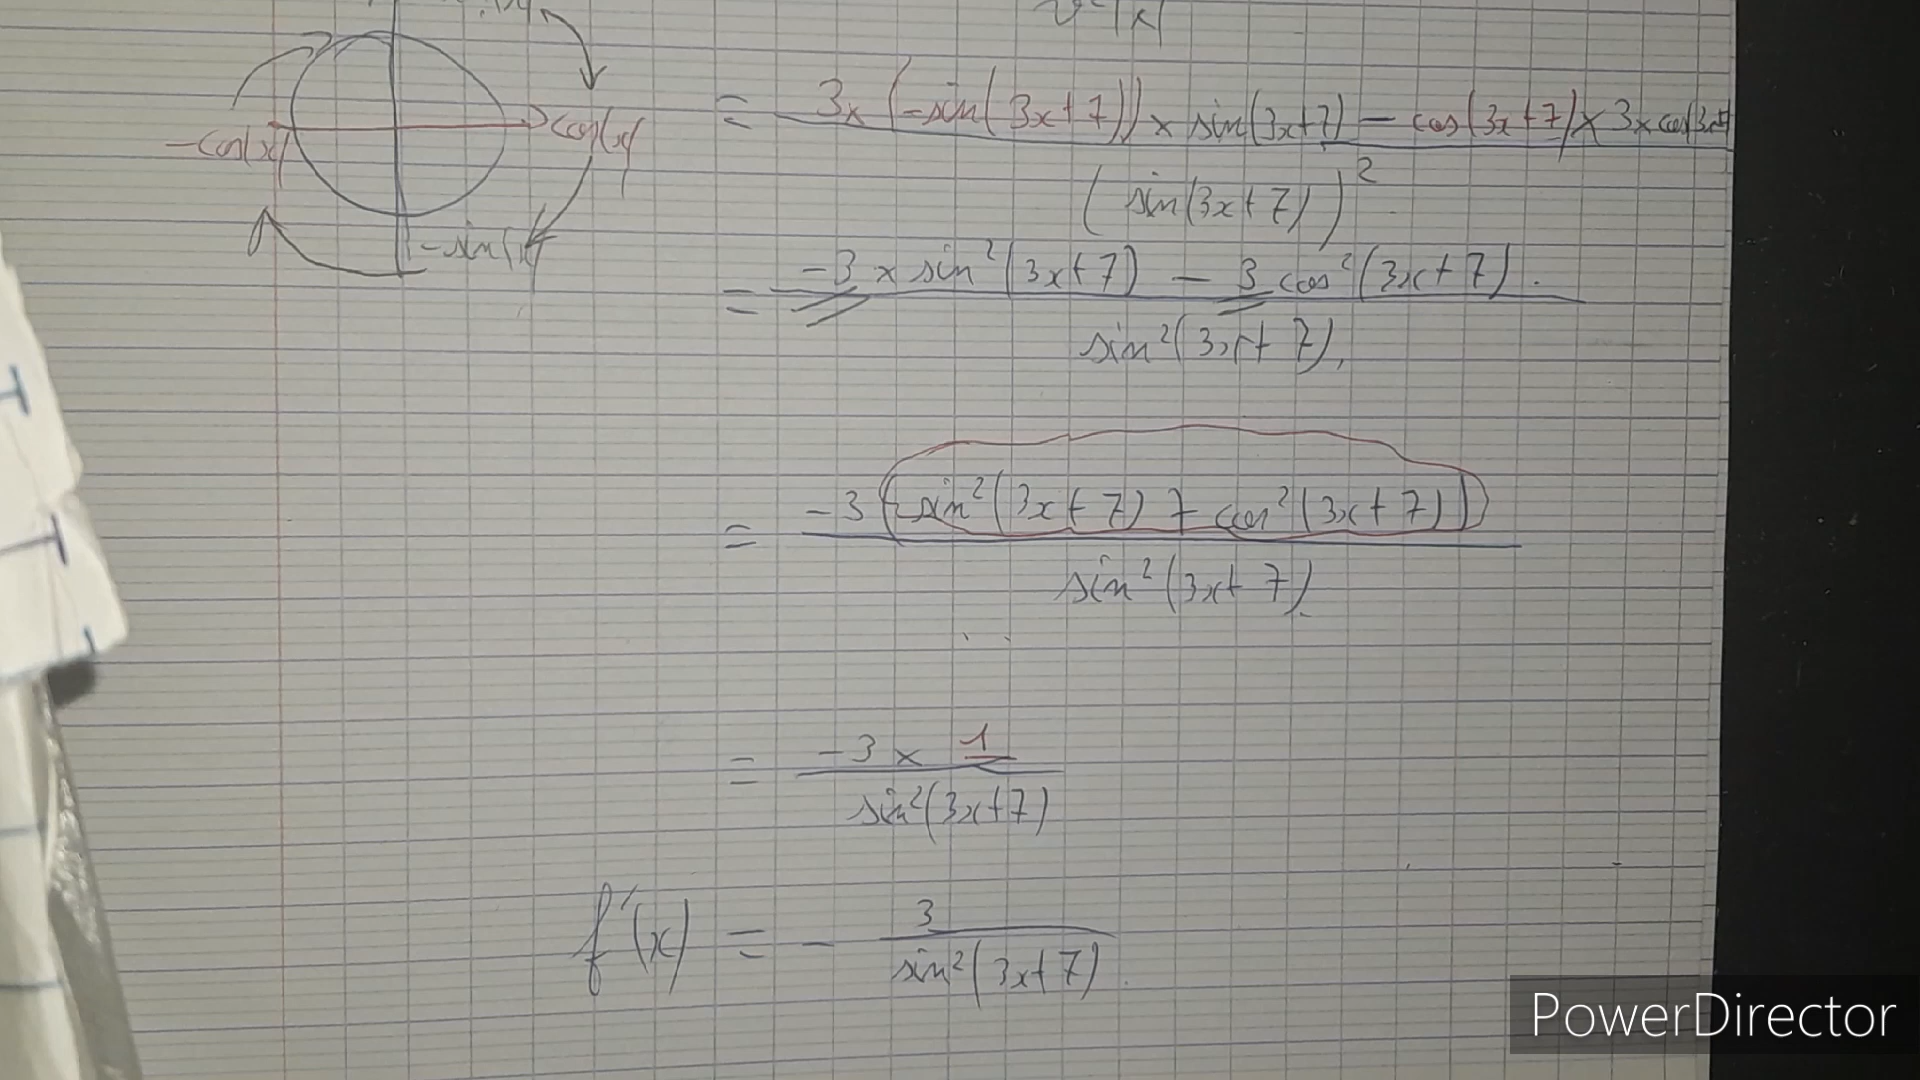 cos(x)
-cos(x)
-sin(x)
= 3x(-sin(3x+7)) x sin(3x+7) - cos(3x+7) x 3x cos(3x+7)
(sin(3x+7))²
= -3 x sin²(3x+7) - 3 cos²(3x+7).
sin²(3x+7).
= -3(sin²(3x+7) + cos²(3x+7))
sin²(3x+7).
= -3 x 1
sin²(3x+7)
f'(x) = - 3
sin²(3x+7).
PowerDirector